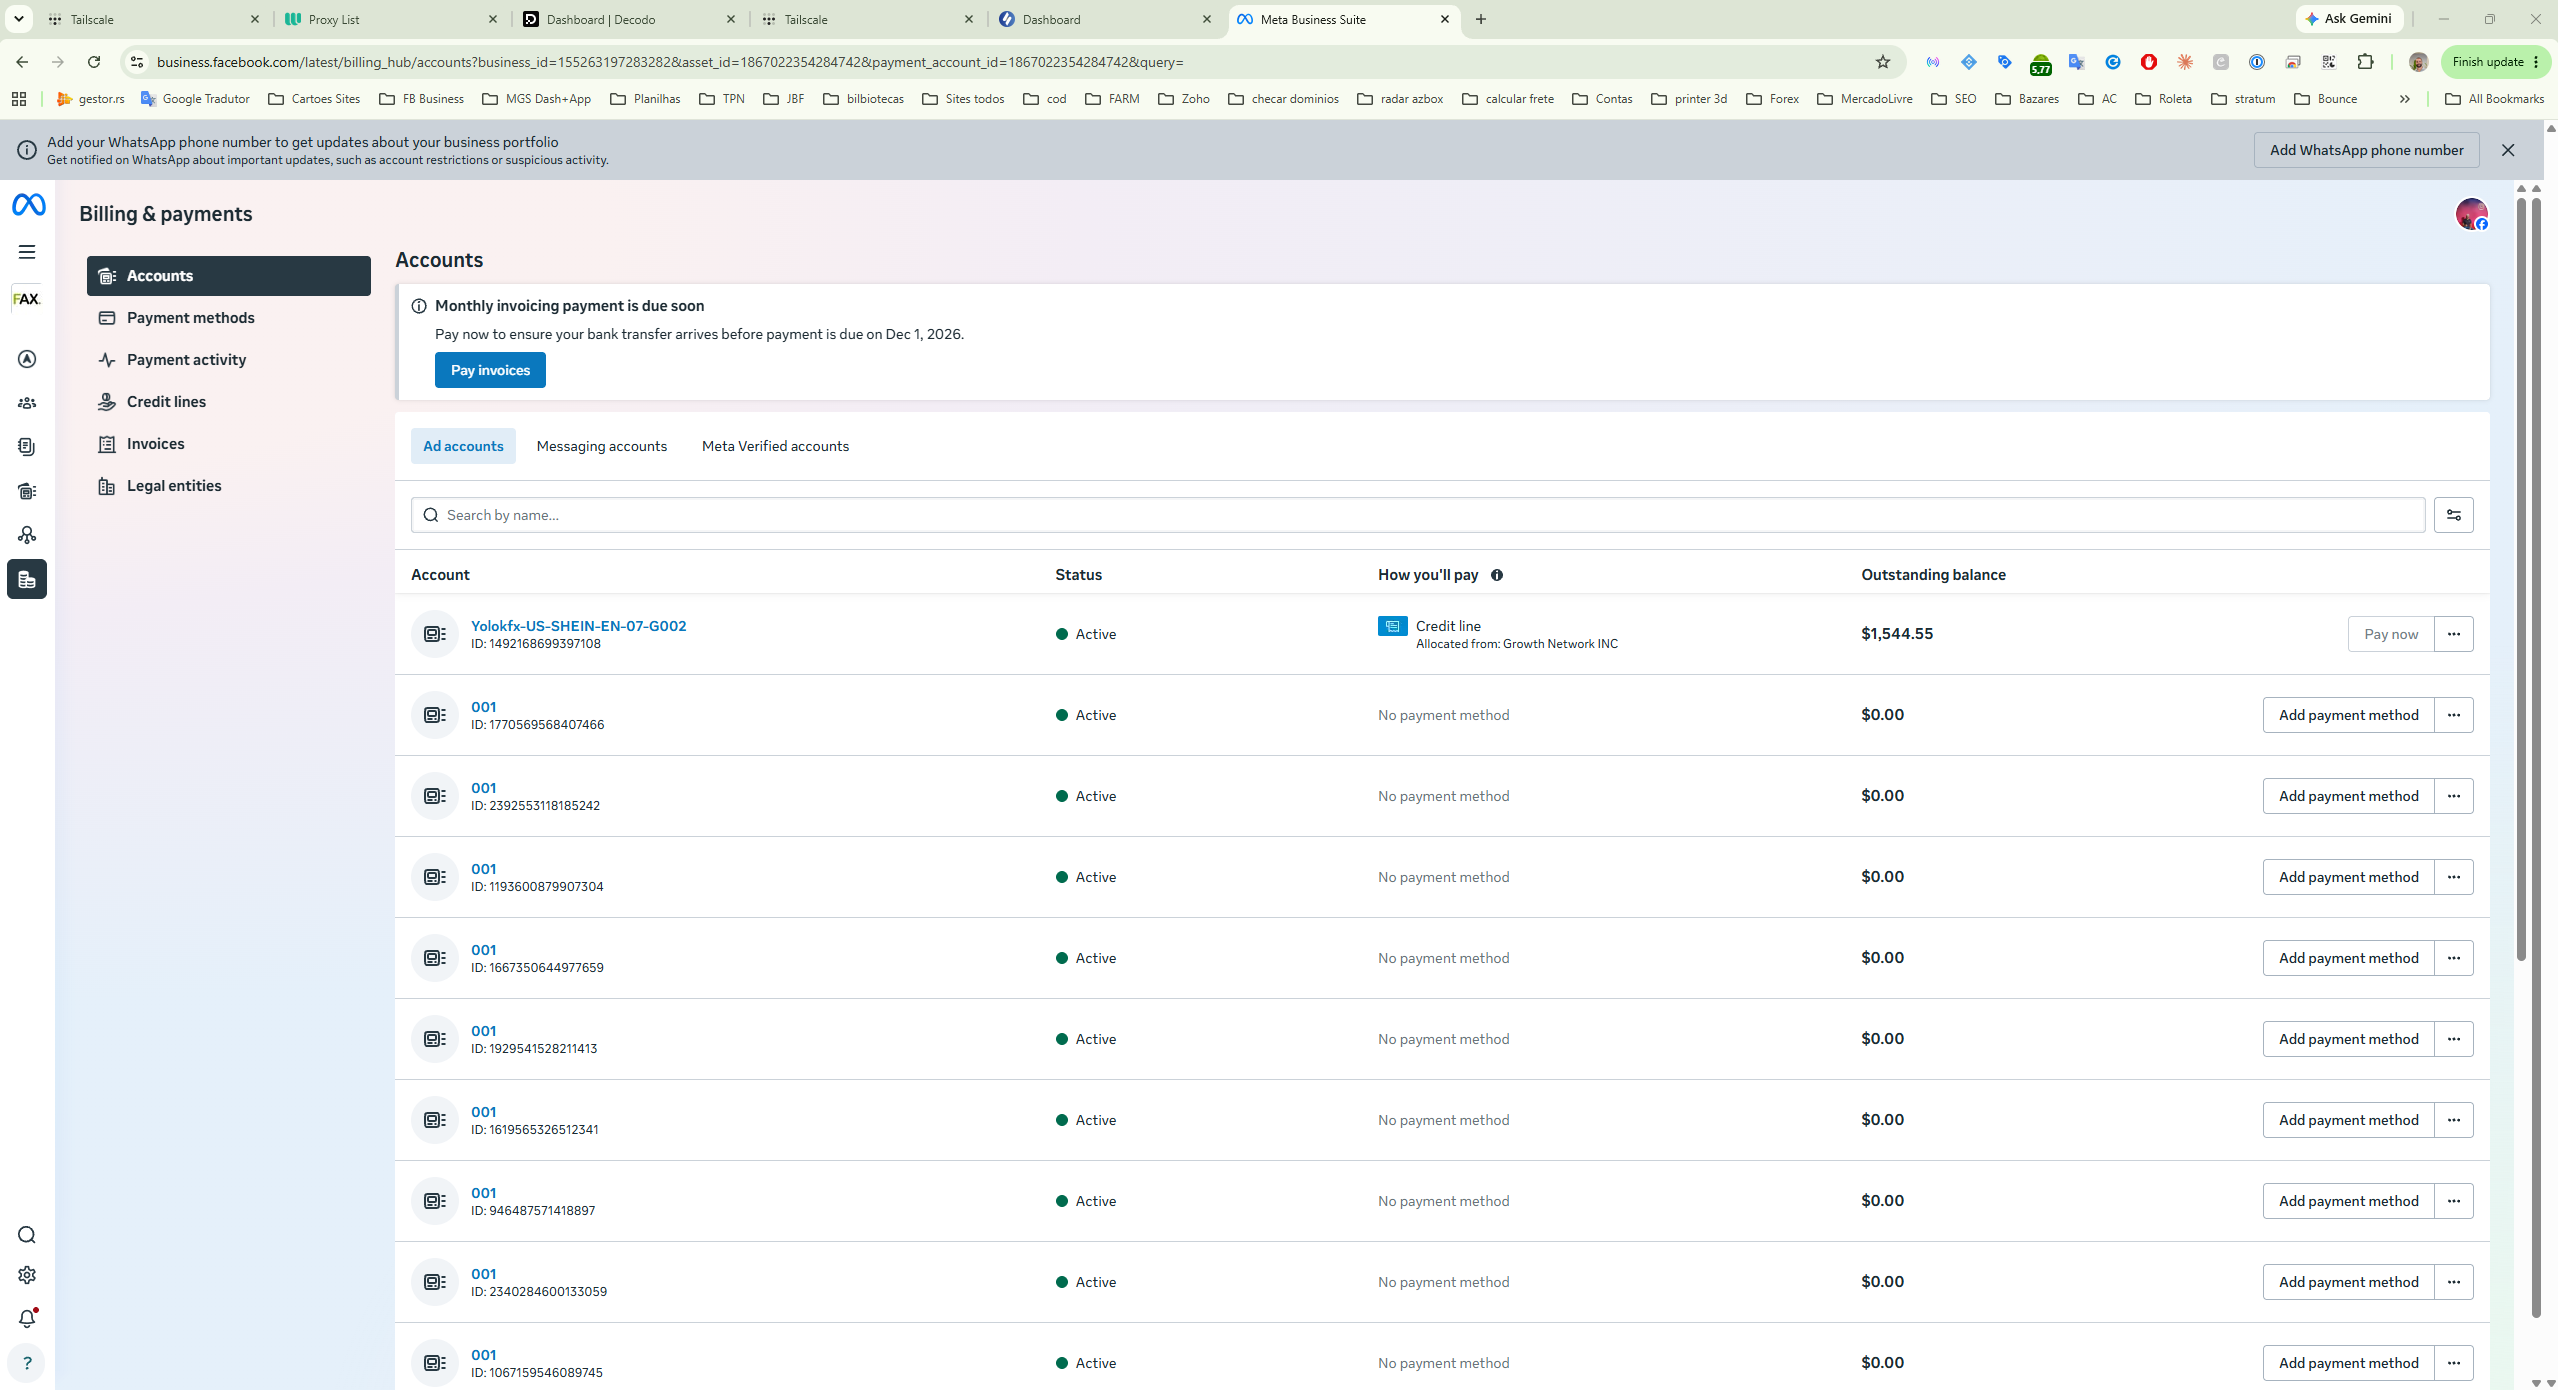 Tailscale
Proxy List
Dashboard | Decodo
Tailscale
Dashboard
Meta Business Suite
Ask Gemini
business.facebook.com/latest/billing_hub/accounts?business_id=155263197283282&asset_id=1867022354284742&payment_account_id=1867022354284742&query=
5,77
Finish update
gestor.rs
Google Tradutor
Cartoes Sites
FB Business
MGS Dash+App
Planilhas
TPN
JBF
bilbiotecas
Sites todos
cod
FARM
Zoho
checar dominios
radar azbox
calcular frete
Contas
printer 3d
Forex
MercadoLivre
SEO
Bazares
AC
Roleta
stratum
Bounce
All Bookmarks
Add your WhatsApp phone number to get updates about your business portfolio
Get notified on WhatsApp about important updates, such as account restrictions or suspicious activity.
Add WhatsApp phone number
Billing & payments
FAX.
Accounts
Payment methods
Payment activity
Credit lines
Invoices
Legal entities
Accounts
Monthly invoicing payment is due soon
Pay now to ensure your bank transfer arrives before payment is due on Dec 1, 2026.
Pay invoices
Ad accounts
Messaging accounts
Meta Verified accounts
Search by name...
Account Status How you'll pay Outstanding balance
Yolokfx-US-SHEIN-EN-07-G002
ID: 1492168699397108
Active
Credit line
Allocated from: Growth Network INC
$1,544.55
Pay now
001
ID: 1770569568407466
Active
No payment method
$0.00
Add payment method
001
ID: 2392553118185242
Active
No payment method
$0.00
Add payment method
001
ID: 1193600879907304
Active
No payment method
$0.00
Add payment method
001
ID: 1667350644977659
Active
No payment method
$0.00
Add payment method
001
ID: 1929541528211413
Active
No payment method
$0.00
Add payment method
001
ID: 1619565326512341
Active
No payment method
$0.00
Add payment method
001
ID: 946487571418897
Active
No payment method
$0.00
Add payment method
001
ID: 2340284600133059
Active
No payment method
$0.00
Add payment method
001
ID: 1067159546089745
Active
No payment method
$0.00
Add payment method